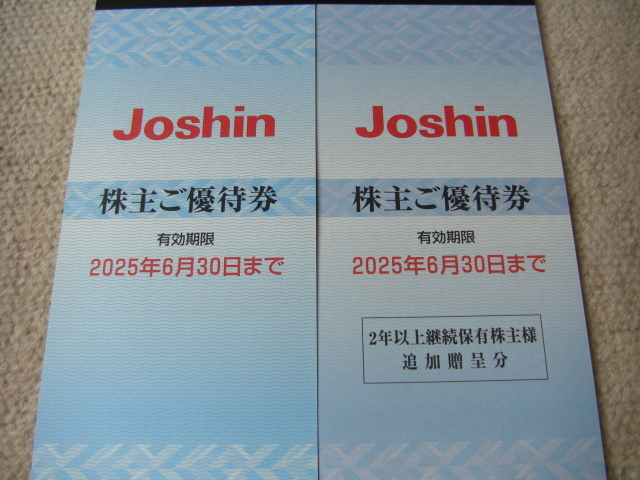 Joshin
株主ご優待券
有効期限
2025年6月30日まで
Joshin
株主ご優待券
有効期限
2025年6月30日まで
2年以上継続保有株主様
追加贈呈分